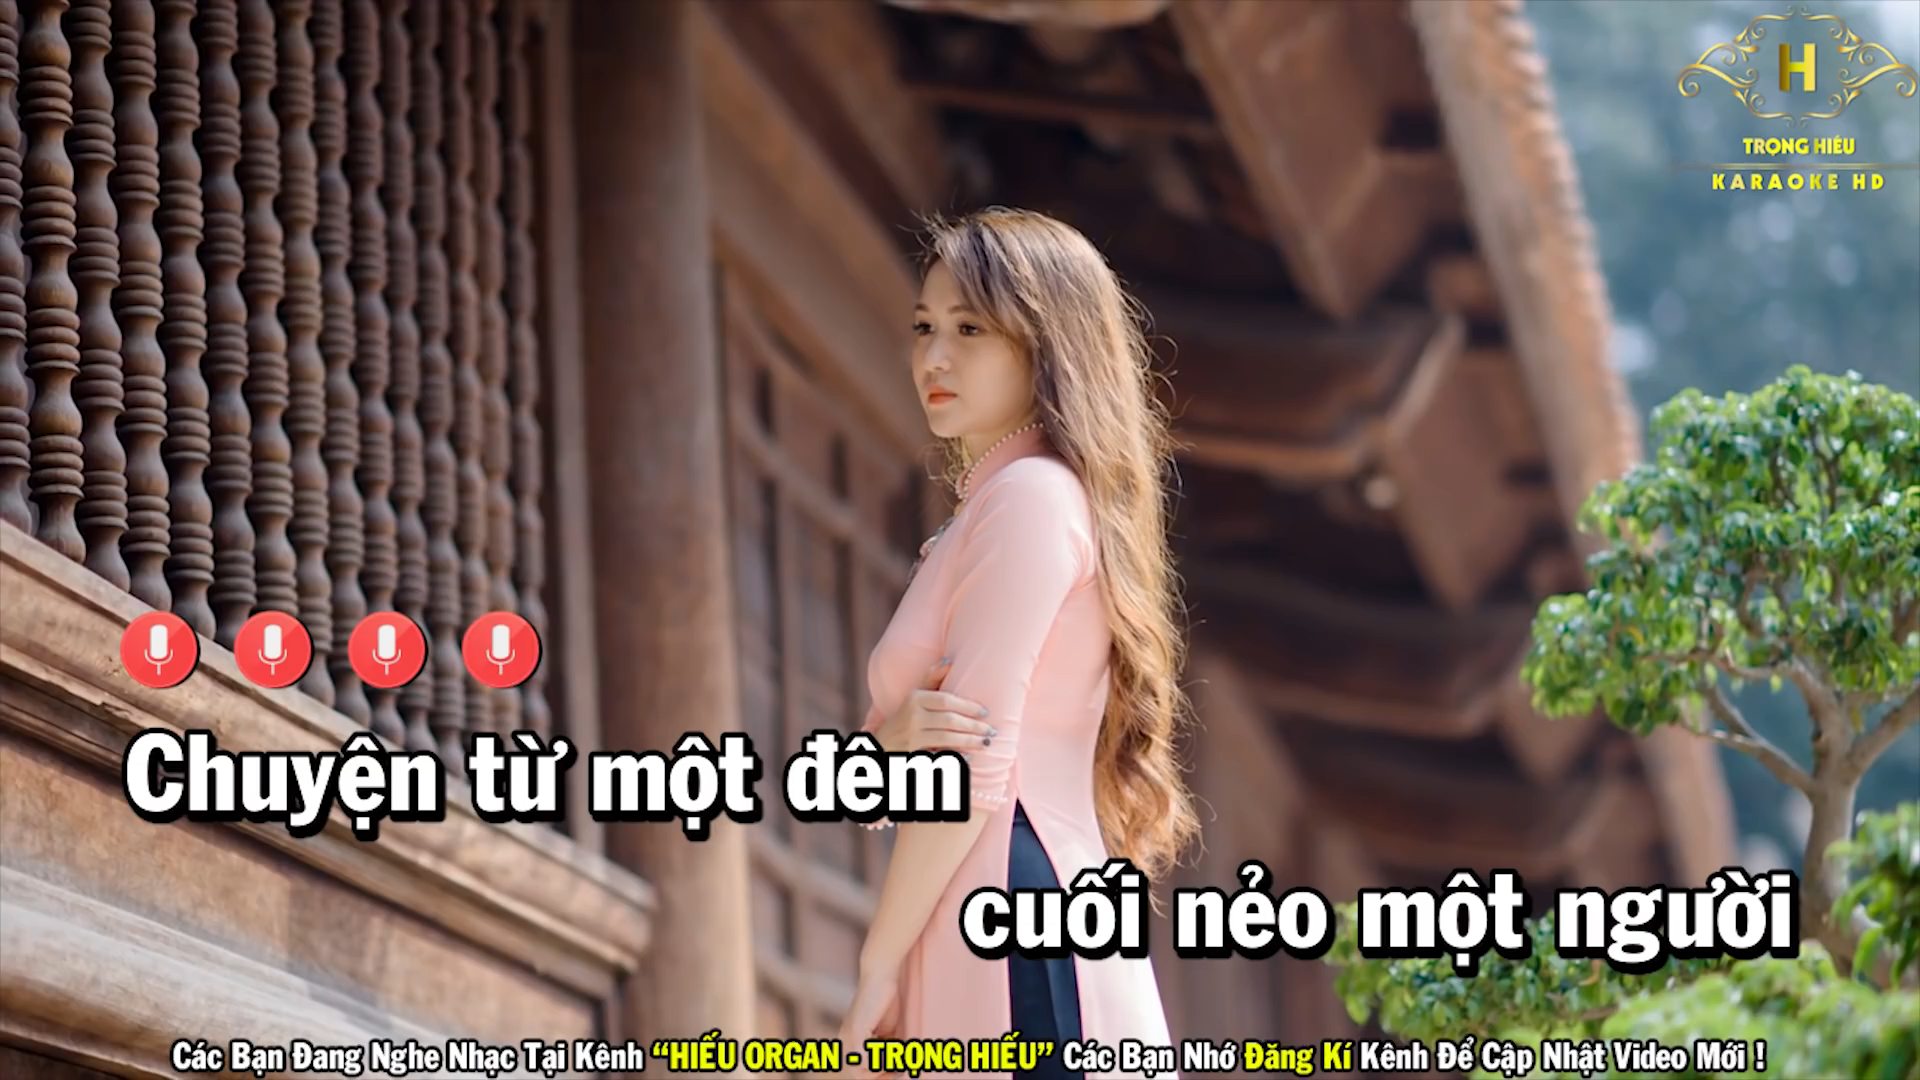 H
TRỌNG HIẾU
KARAOKE HD
Chuyện từ một đêm
cuối nẻo một người
Các Bạn Đang Nghe Nhạc Tại Kênh “HIẾU ORGAN - TRỌNG HIẾU” Các Bạn Nhớ Đăng Kí Kênh Để Cập Nhật Video Mới !